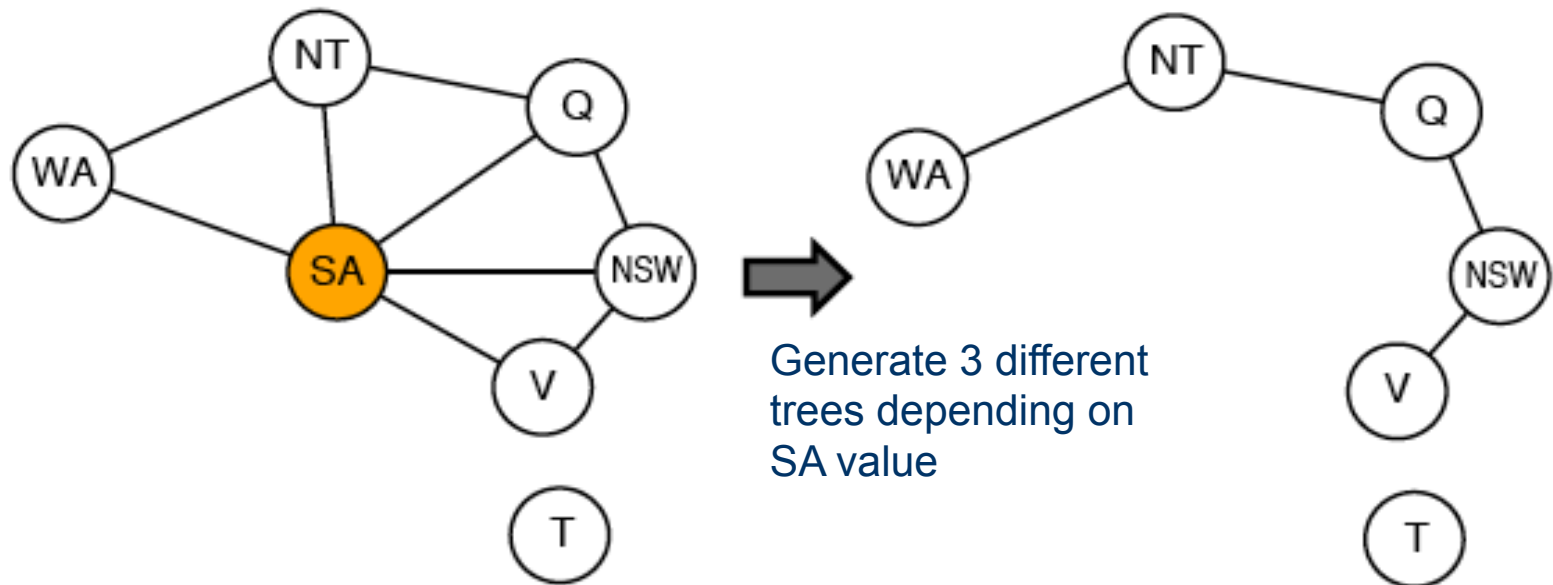 NT
Q
WA
SA
NSW
V
T
Generate 3 different
trees depending on
SA value
NT
Q
WA
NSW
V
T